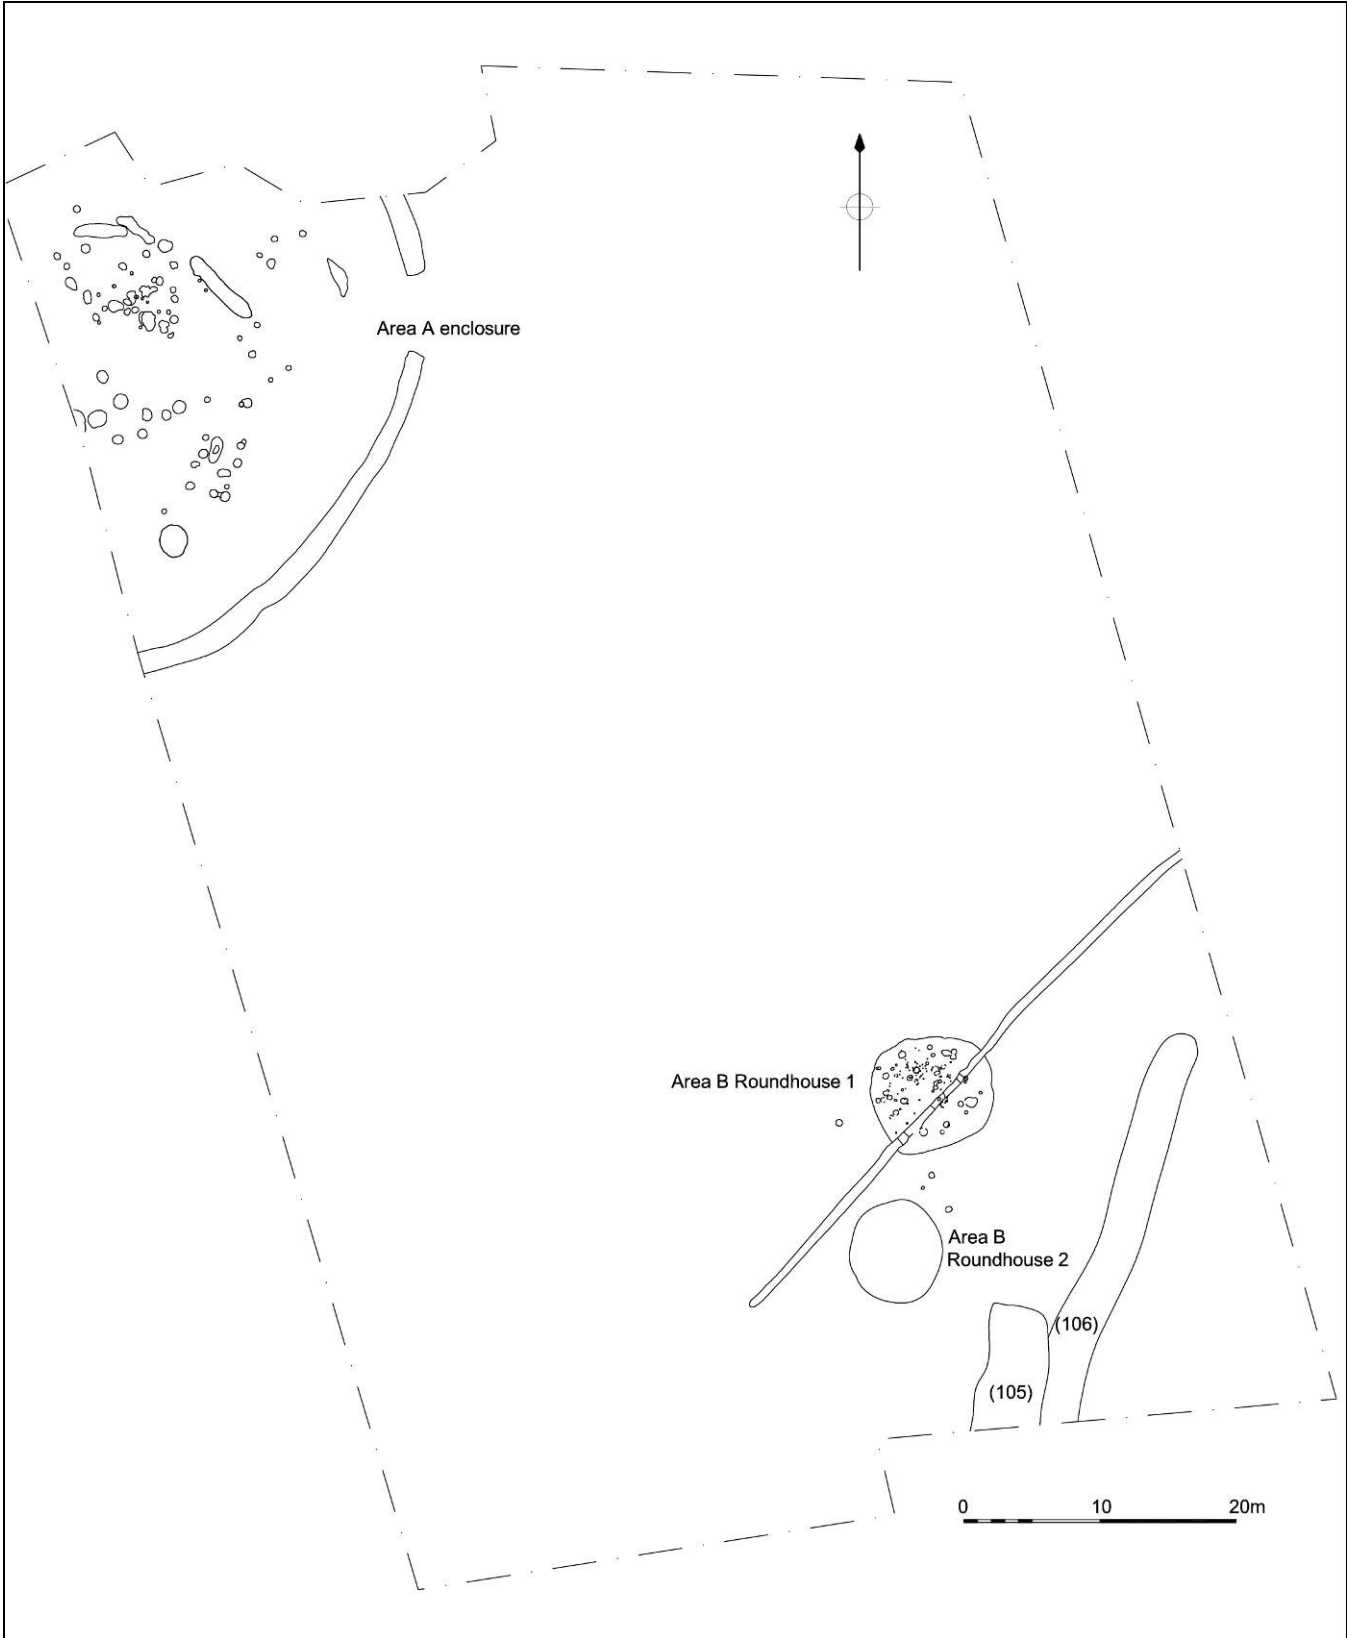 Area A enclosure
Area B Roundhouse 1
Area B
Roundhouse 2
(106)
(105)
0 10 20m